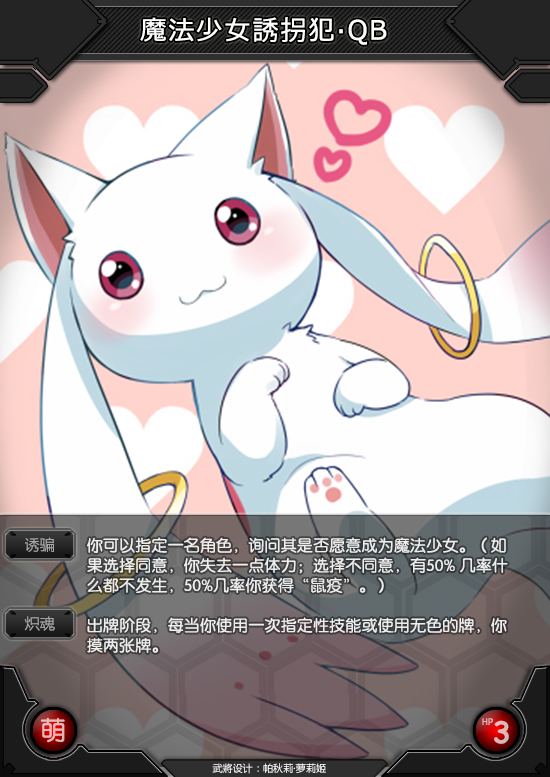 魔法少女誘拐犯·QB
诱骗
你可以指定一名角色，询问其是否愿意成为魔法少女。（如
果选择同意，你失去一点体力；选择不同意，有50% 几率什
么都不发生，50%几率你获得“鼠疫”。）
炽魂
出牌阶段，每当你使用一次指定性技能或使用无色的牌，你
摸两张牌。
萌
HP 3
武將设计：帕秋莉·萝莉姬